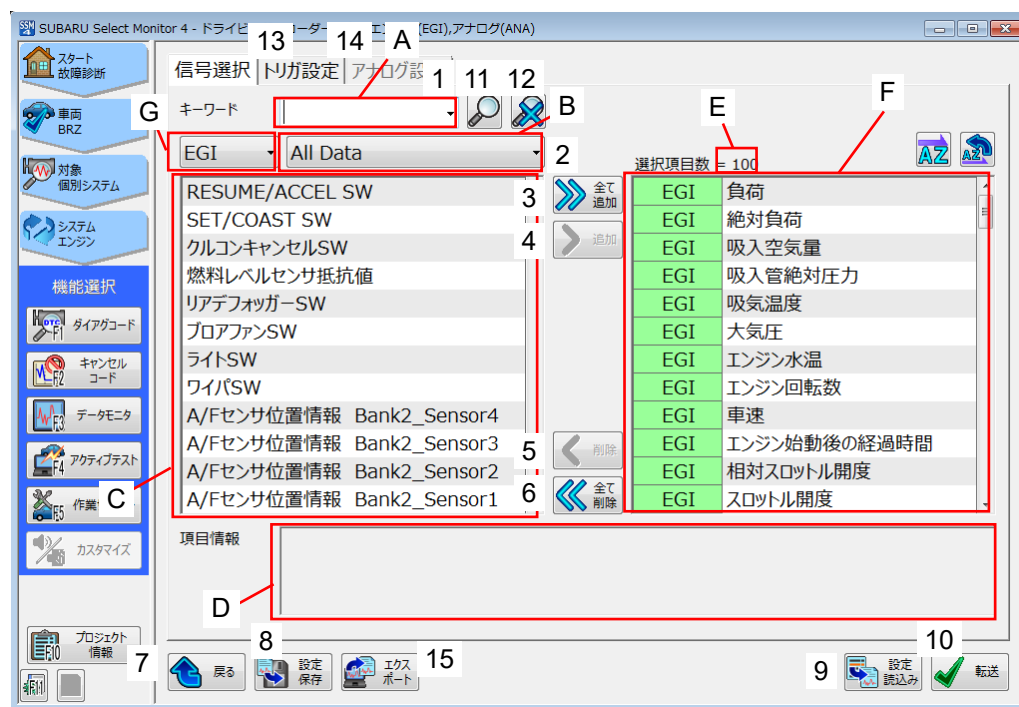 SUBARU Select Monitor 4 - ドライビ ーダー エ (EGI),アナログ(ANA)
13
14
A
スタート
故障診断
信号選択
トリガ設定
アナログ設
1
11
12
キーワード
B
E
F
G
車両
BRZ
EGI
All Data
2
選択項目数 = 100
AZ
AZ
対象
個別システム
システム
エンジン
RESUME/ACCEL SW
SET/COAST SW
クルコンキャンセルSW
燃料レベルセンサ抵抗値
リアデフォッガーSW
ブロアファンSW
ライトSW
ワイパSW
A/Fセンサ位置情報 Bank2_Sensor4
A/Fセンサ位置情報 Bank2_Sensor3
A/Fセンサ位置情報 Bank2_Sensor2
A/Fセンサ位置情報 Bank2_Sensor1
3
全て
追加
4
追加
5
削除
6
全て
削除
EGI 負荷
EGI 絶対負荷
EGI 吸入空気量
EGI 吸入管絶対圧力
EGI 吸気温度
EGI 大気圧
EGI エンジン水温
EGI エンジン回転数
EGI 車速
EGI エンジン始動後の経過時間
EGI 相対スロットル開度
EGI スロットル開度
機能選択
DTC
F1
ダイアグコード
F2
キャンセル
コード
F3
データモニタ
F4
アクティブテスト
F5
作業
C
カスタマイズ
項目情報
D
F10
プロジェクト
情報
F11
7
戻る
8
設定
保存
エクス
ポート
15
9
設定
読込み
10
転送